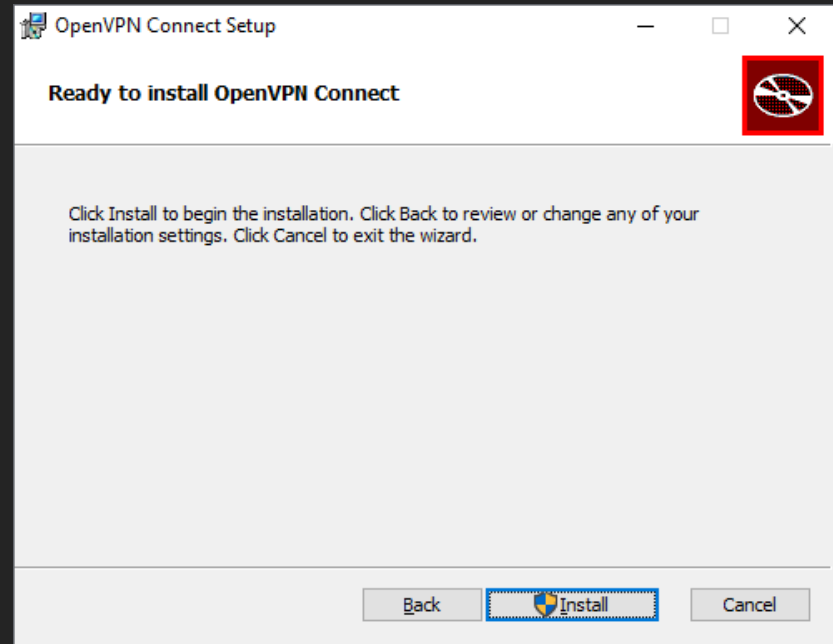 OpenVPN Connect Setup
Ready to install OpenVPN Connect
Click Install to begin the installation. Click Back to review or change any of your
installation settings. Click Cancel to exit the wizard.
Back
Install
Cancel